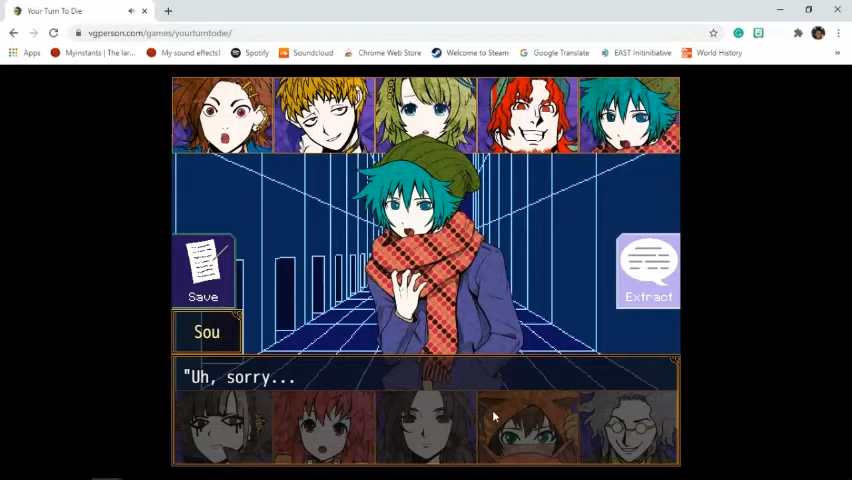 Your Turn To Die
vgperson.com/games/yourturntodie/
Apps
Myinstants | The lar...
My sound effects!
Spotify
Soundcloud
Chrome Web Store
Welcome to Steam
Google Translate
EAST Initinitiative
World History
Save
Extract
Sou
"Uh, sorry...